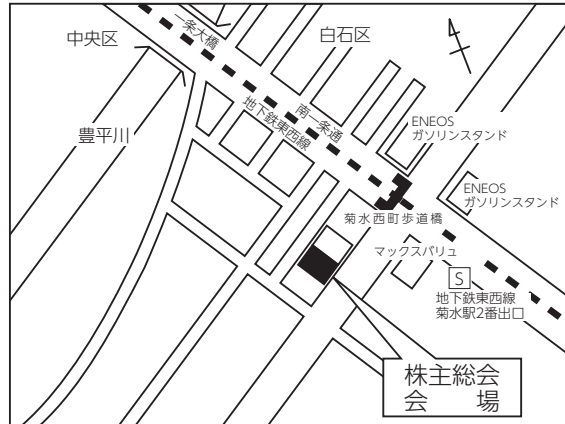 一条大橋
中央区
白石区
豊平川
南一条通
地下鉄東西線
ENEOS
ガソリンスタンド
ENEOS
ガソリンスタンド
菊水西町歩道橋
マックスバリュ
S
地下鉄東西線
菊水駅2番出口
株主総会
会 場